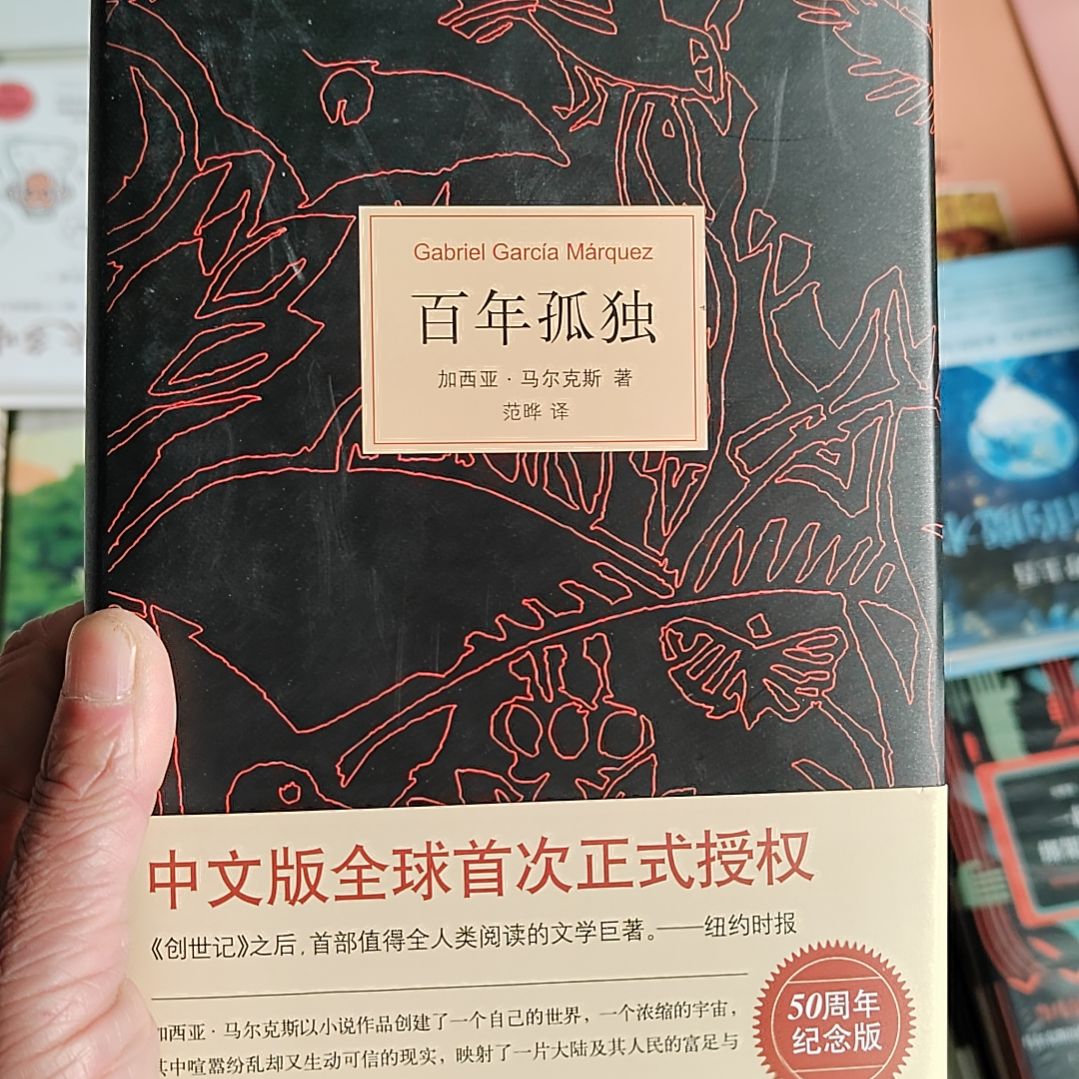 Gabriel García Márquez
百年孤独
加西亚·马尔克斯 著
范晔 译
中文版全球首次正式授权
《创世记》之后,首部值得全人类阅读的文学巨著。——纽约时报
加西亚·马尔克斯以小说作品创建了一个自己的世界,一个浓缩的宇宙,
其中喧嚣纷乱却又生动可信的现实,映射了一片大陆及其人民的富足与
50周年
纪念版